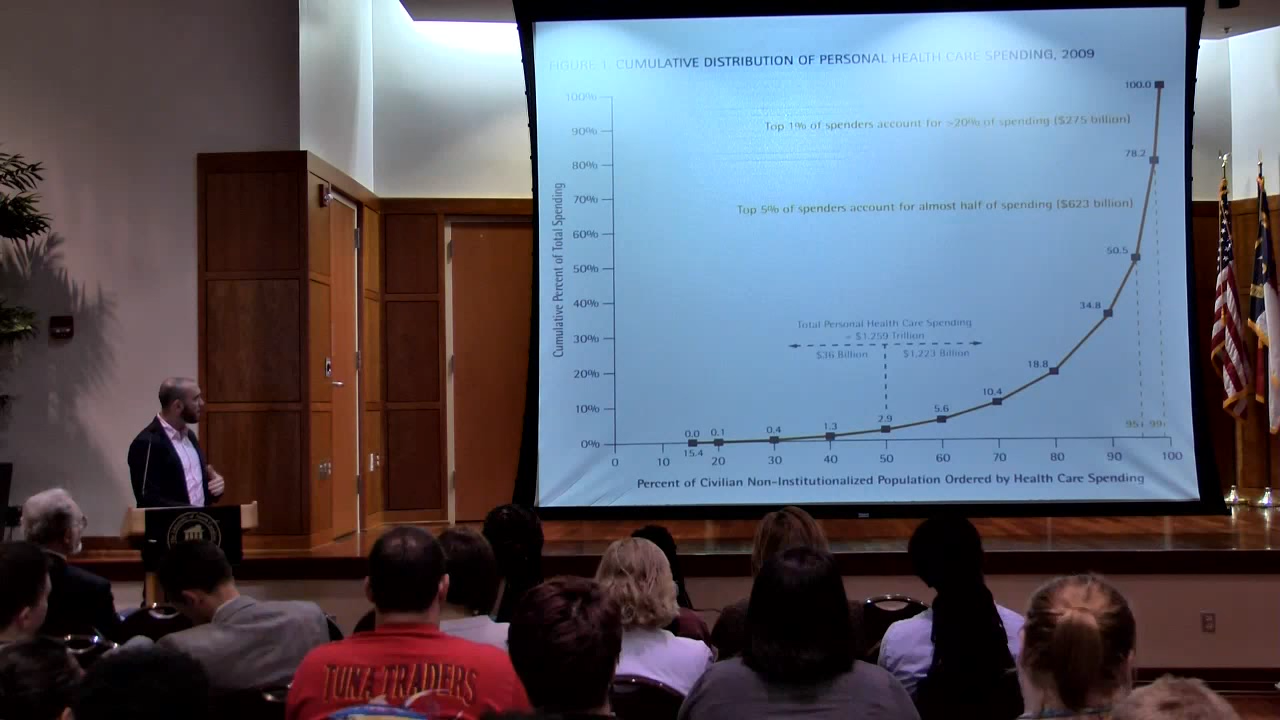 FIGURE 1. CUMULATIVE DISTRIBUTION OF PERSONAL HEALTH CARE SPENDING, 2009
100%
90%
80%
70%
60%
50%
40%
30%
20%
10%
0%
Cumulative Percent of Total Spending
Top 1% of spenders account for >20% of spending ($275 billion)
Top 5% of spenders account for almost half of spending ($623 billion)
Total Personal Health Care Spending
= $1.259 Trillion
$36 Billion
$1.223 Billion
0.0
0.1
0.4
1.3
2.9
5.6
10.4
18.8
34.8
50.5
78.2
100.0
15.4
95
99
0 10 20 30 40 50 60 70 80 90 100
Percent of Civilian Non-Institutionalized Population Ordered by Health Care Spending
TUNA TRADERS